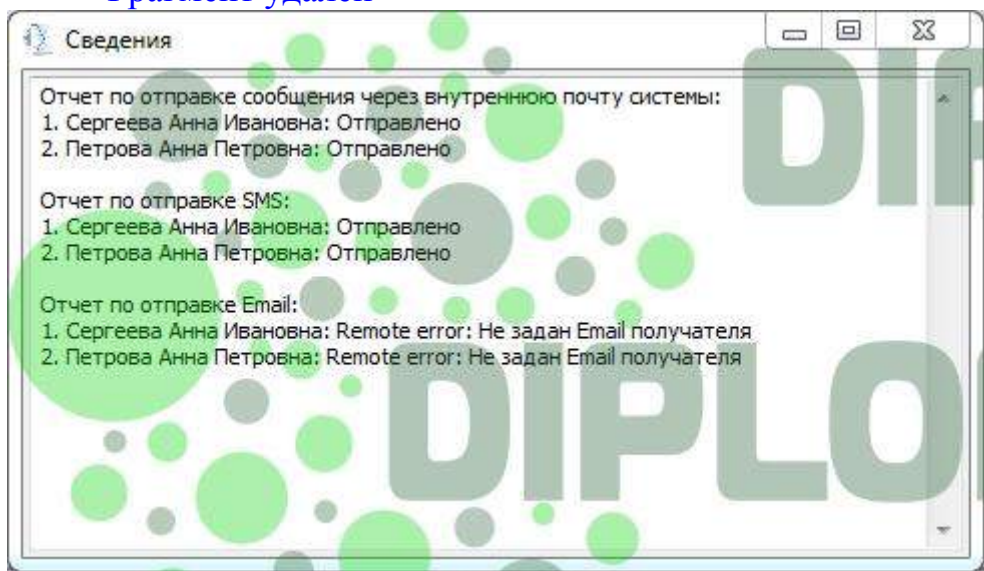 Фрагмент удален
Сведения
Отчет по отправке сообщения через внутреннюю почту системы:
1. Сергеева Анна Ивановна: Отправлено
2. Петрова Анна Петровна: Отправлено
Отчет по отправке SMS:
1. Сергеева Анна Ивановна: Отправлено
2. Петрова Анна Петровна: Отправлено
Отчет по отправке Email:
1. Сергеева Анна Ивановна: Remote error: Не задан Email получателя
2. Петрова Анна Петровна: Remote error: Не задан Email получателя